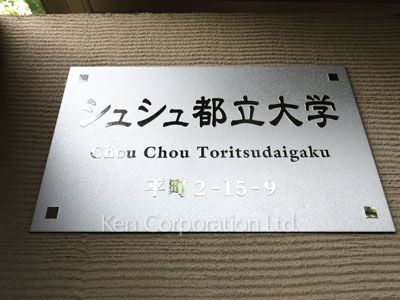 シュシュ都立大学
Chou Chou Toritsudaigaku
平町 2-15-9
Ken Corporation Ltd.